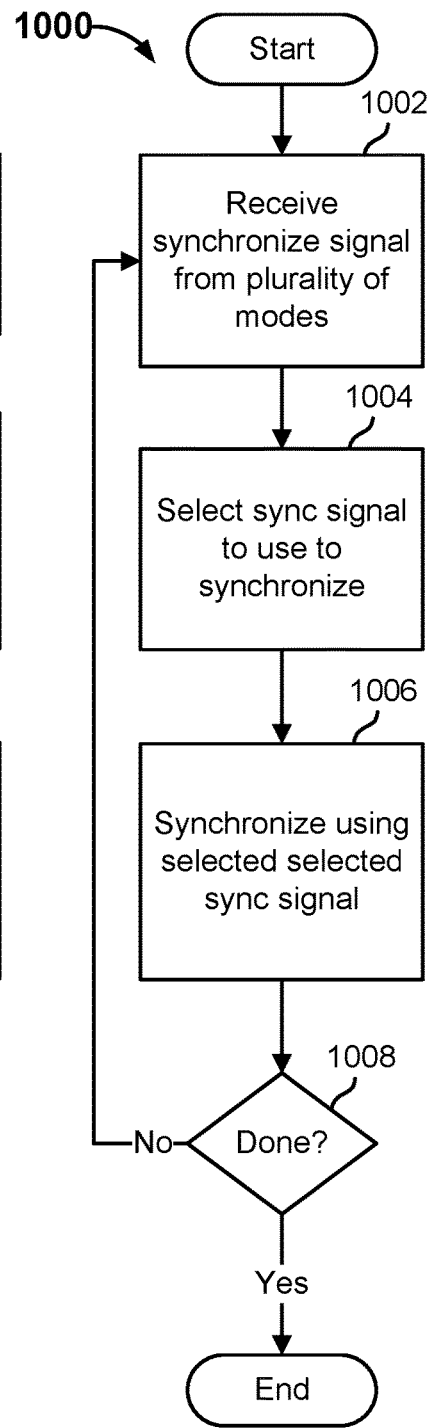 1000
Start
1002
Receive
synchronize signal
from plurality of
modes
1004
Select sync signal
to use to
synchronize
1006
Synchronize using
selected selected
sync signal
1008
Done?
No
Yes
End